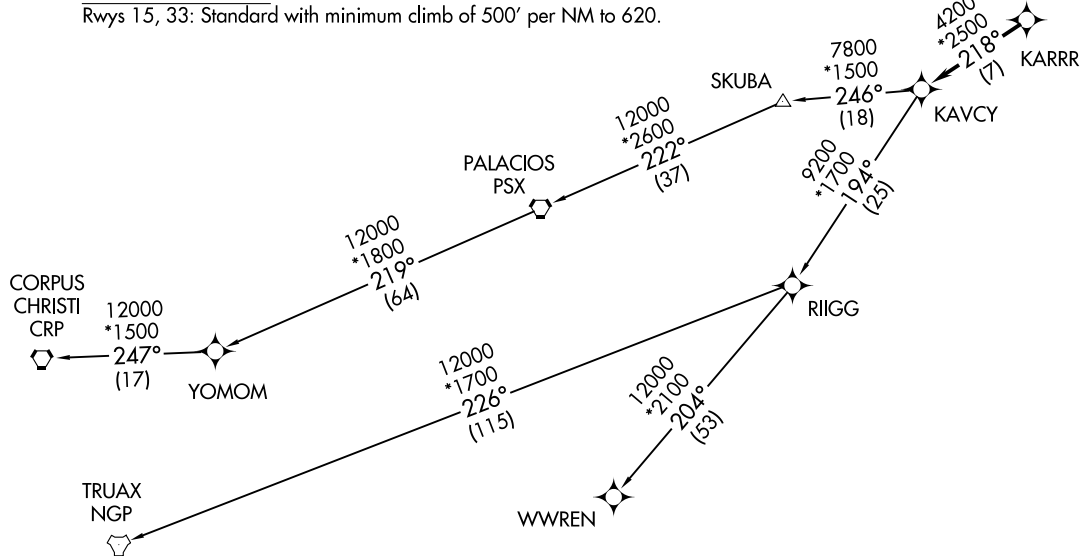 Rwys 15, 33: Standard with minimum climb of 500' per NM to 620.
4200
*2500
218°
(7)
KARRR
7800
*1500
246°
(18)
SKUBA
KAVCY
12000
*2600
222°
(37)
9200
*1700
194°
(25)
PALACIOS
PSX
12000
*1800
219°
(64)
CORPUS
CHRISTI
CRP
12000
*1500
247°
(17)
YOMOM
RIIGG
12000
*1700
226°
(115)
12000
*2100
204°
(53)
TRUAX
NGP
WWREN